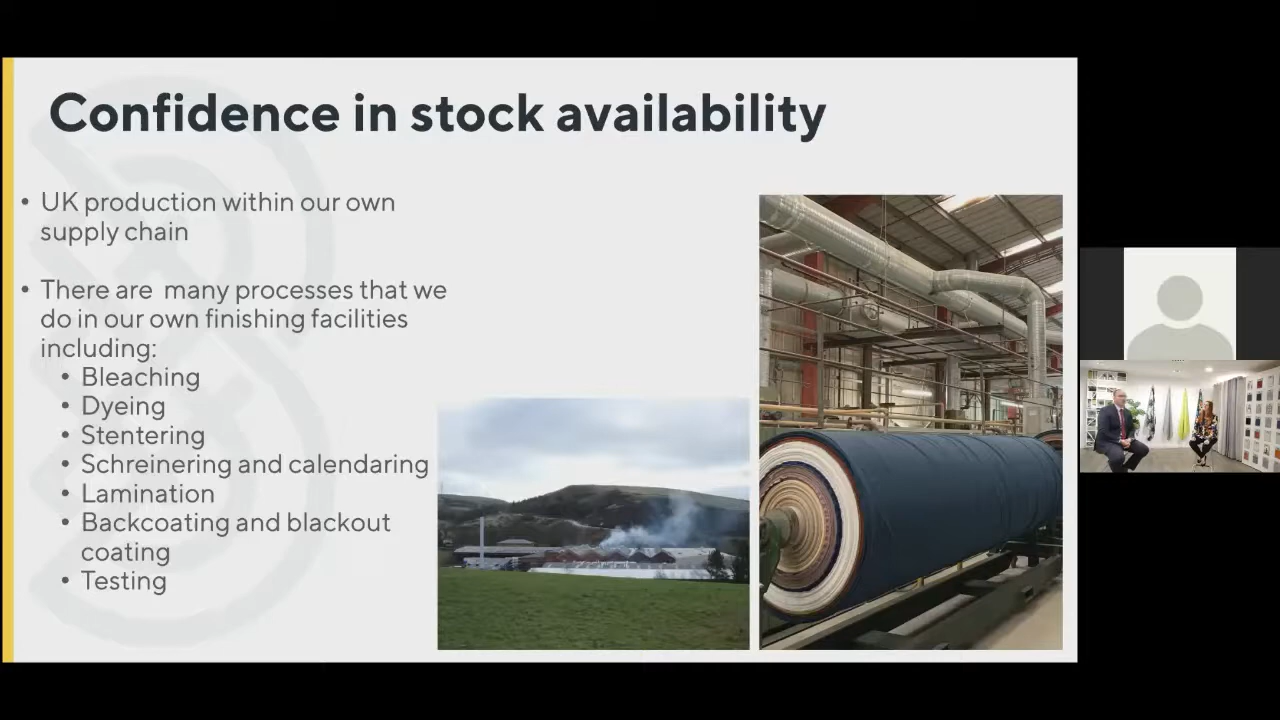 Confidence in stock availability
• UK production within our own
supply chain
• There are many processes that we
do in our own finishing facilities
including:
• Bleaching
• Dyeing
• Stentering
• Schreinering and calendaring
• Lamination
• Backcoating and blackout
coating
• Testing